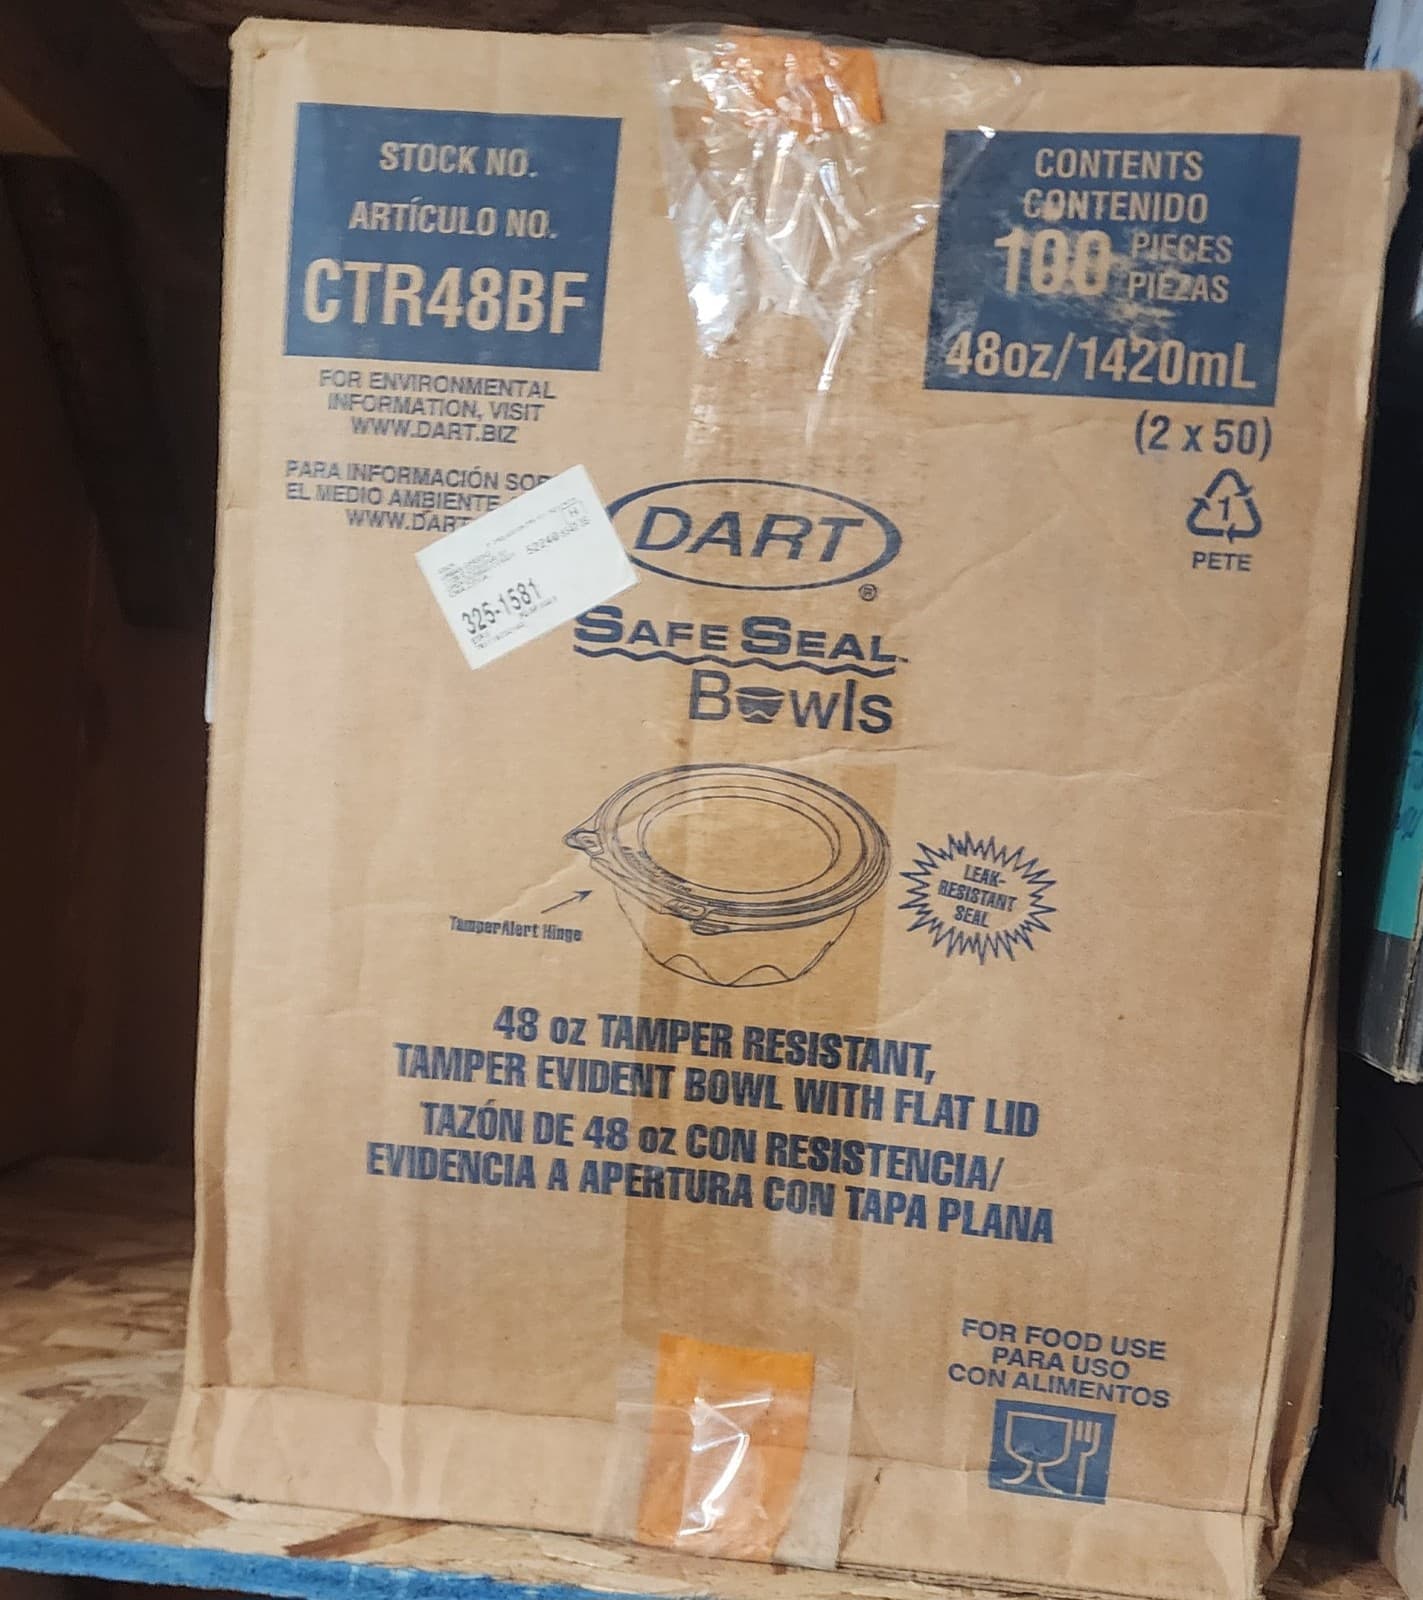 STOCK NO.
ARTÍCULO NO.
CTR48BF
FOR ENVIRONMENTAL
INFORMATION, VISIT
WWW.DART.BIZ
PARA INFORMACIÓN
EL MEDIO AMBIENTE
WWW.DART
CONTENTS
CONTENIDO
100 PIECES
PIEZAS
48oz/1420mL
(2 x 50)
1
PETE
325-1581
DART®
SAFESEAL™
Bowls
TamperAlert Hinge
LEAK-
RESISTANT
SEAL
48 oz TAMPER RESISTANT,
TAMPER EVIDENT BOWL WITH FLAT LID
TAZÓN DE 48 oz CON RESISTENCIA/
EVIDENCIA A APERTURA CON TAPA PLANA
FOR FOOD USE
PARA USO
CON ALIMENTOS